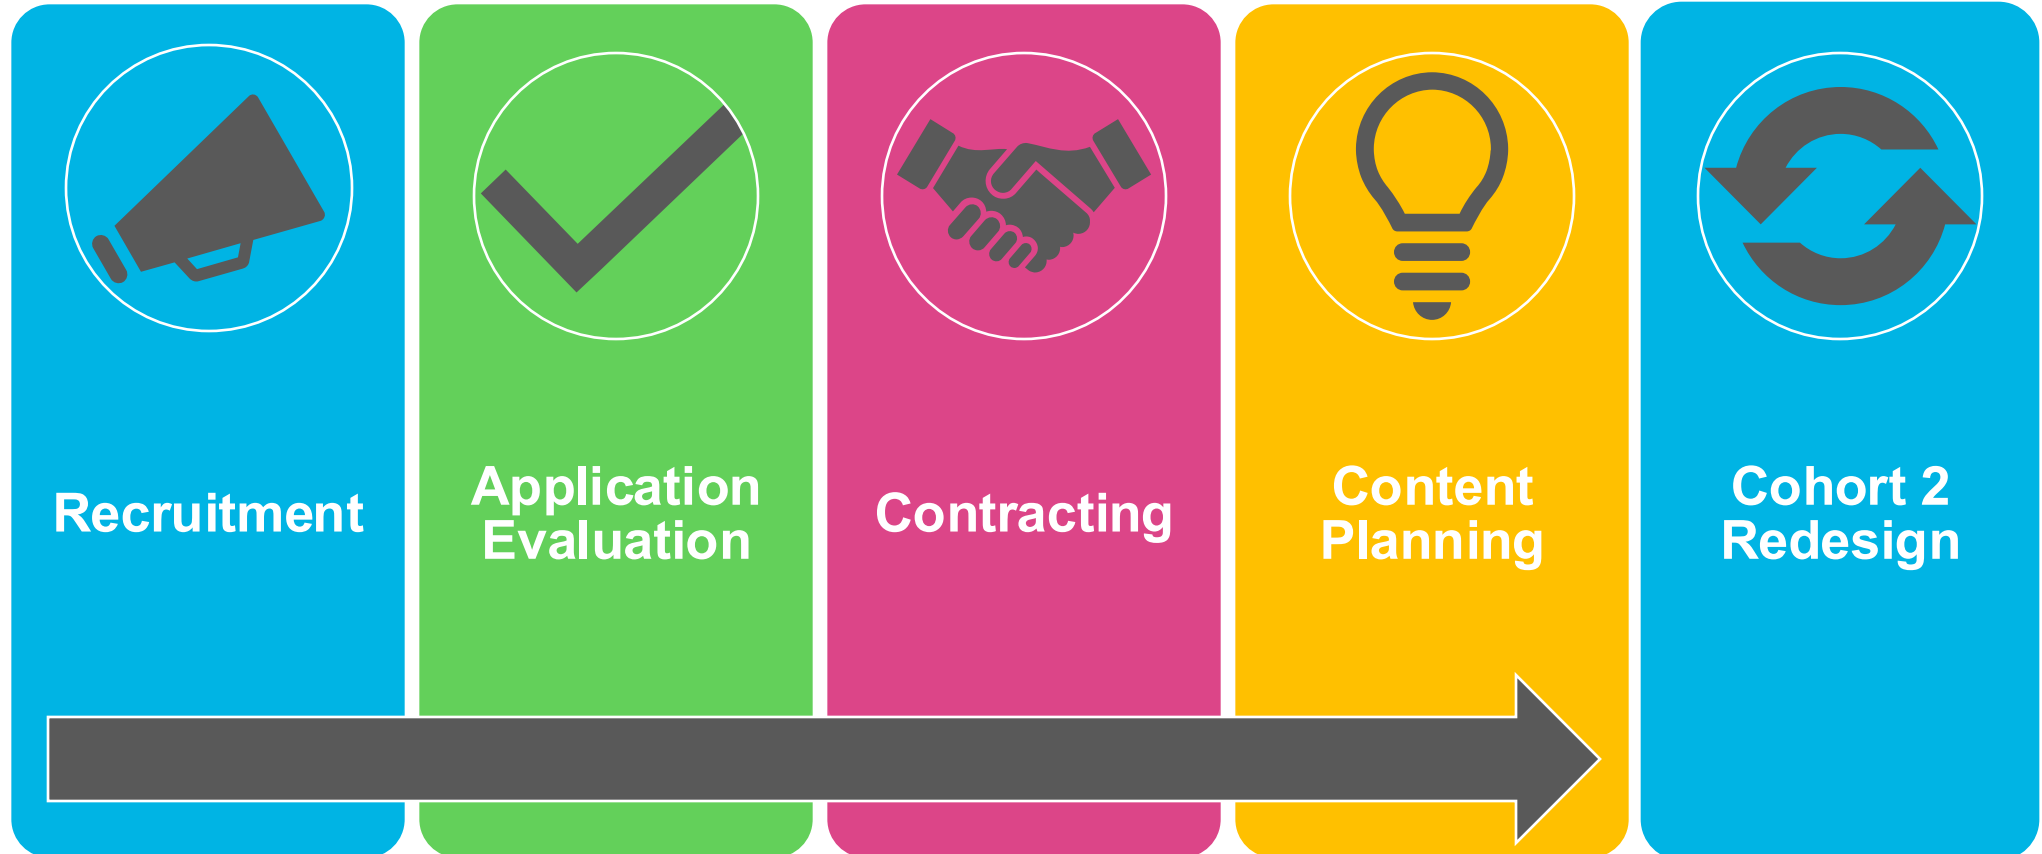 Recruitment
Application
Evaluation
Contracting
Content
Planning
Cohort 2
Redesign